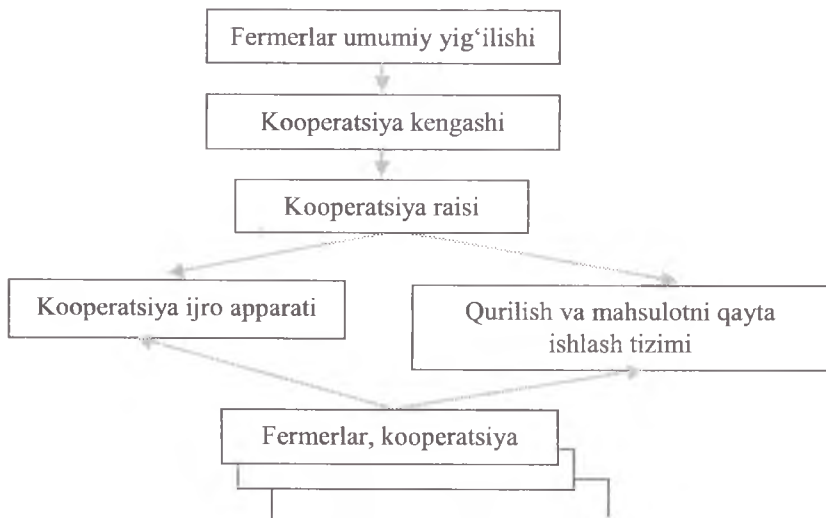 Fermerlar umumiy yig‘ilishi
Kooperatsiya kengashi
Kooperatsiya raisi
Kooperatsiya ijro apparati
Qurilish va mahsulotni qayta
ishlash tizimi
Fermerlar, kooperatsiya